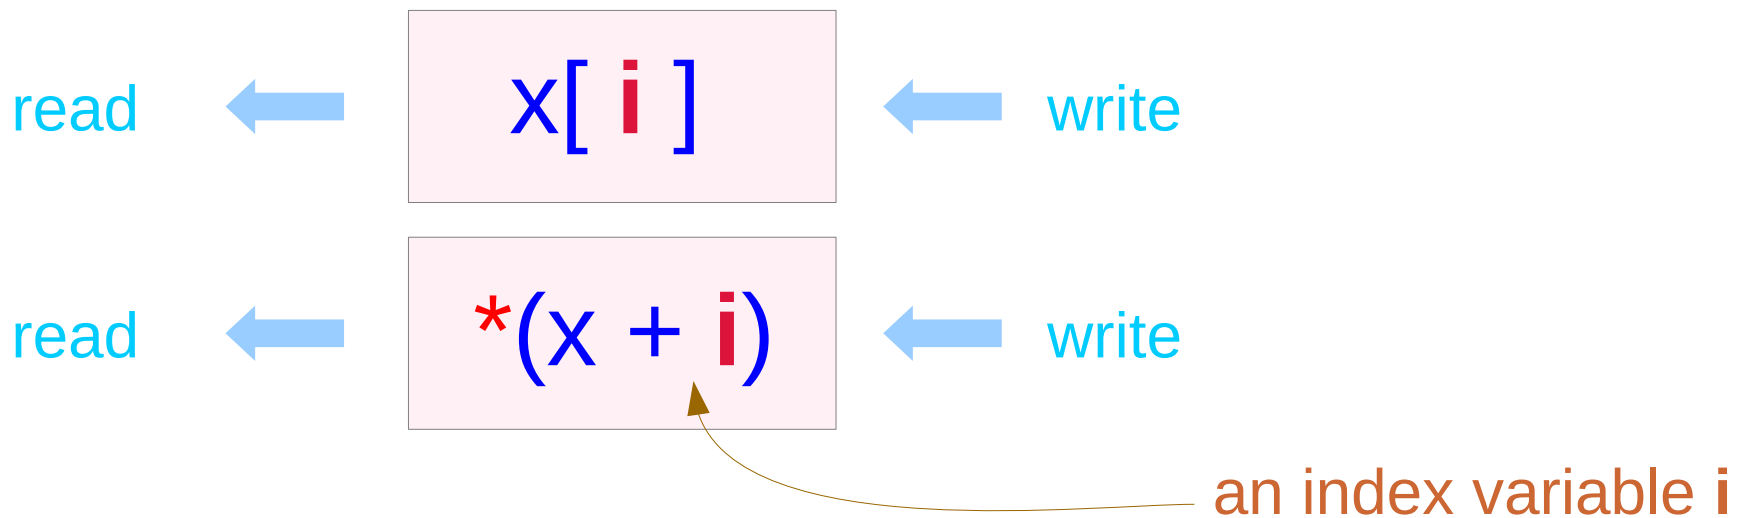 read x[ i ] write
read *(x + i) write
an index variable i